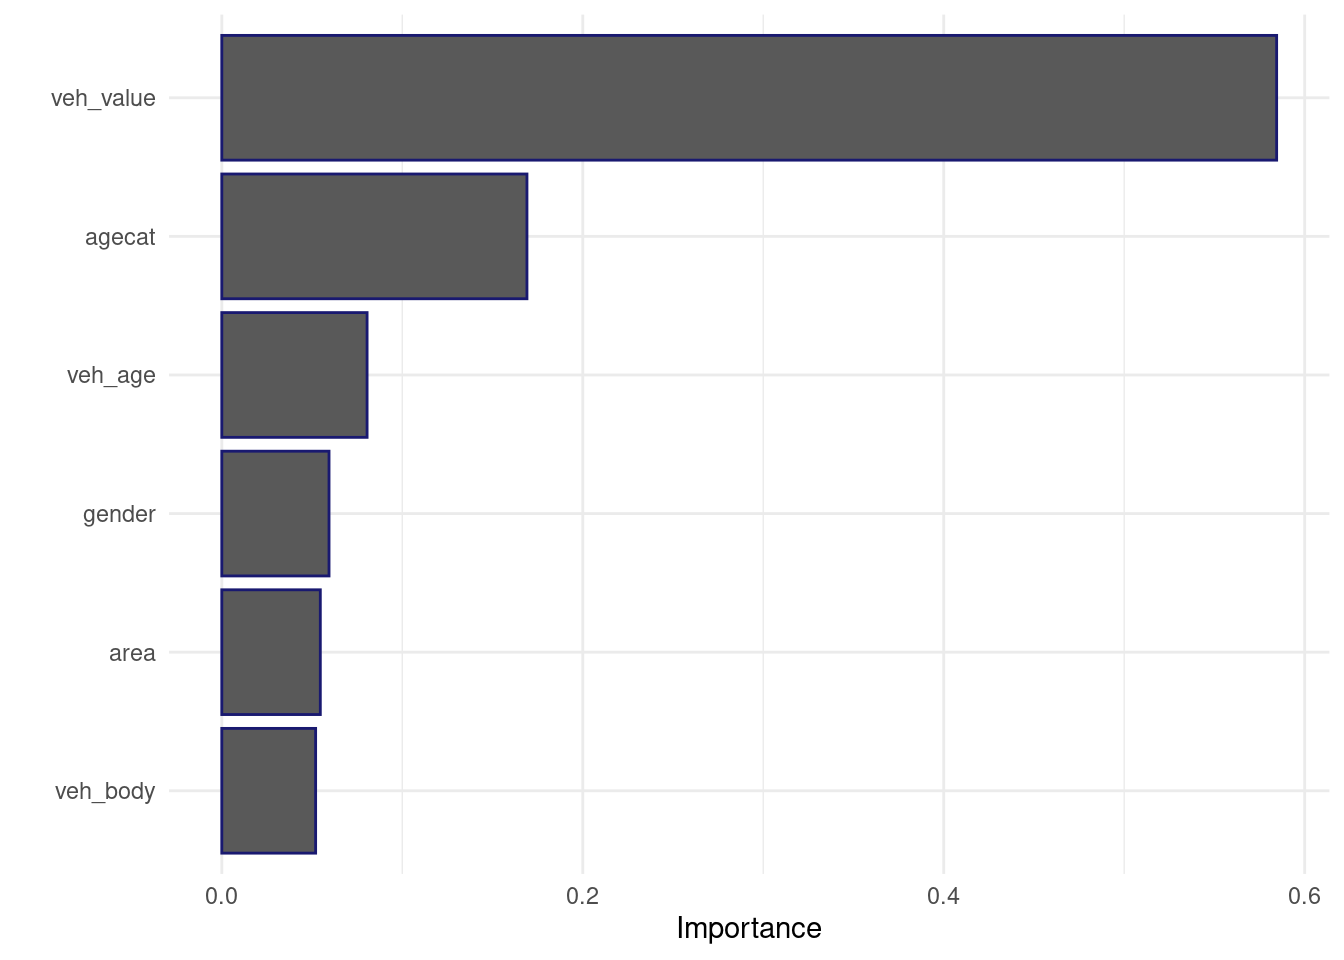 veh_value
agecat
veh_age
gender
area
veh_body
0.0 0.2 0.4 0.6
Importance